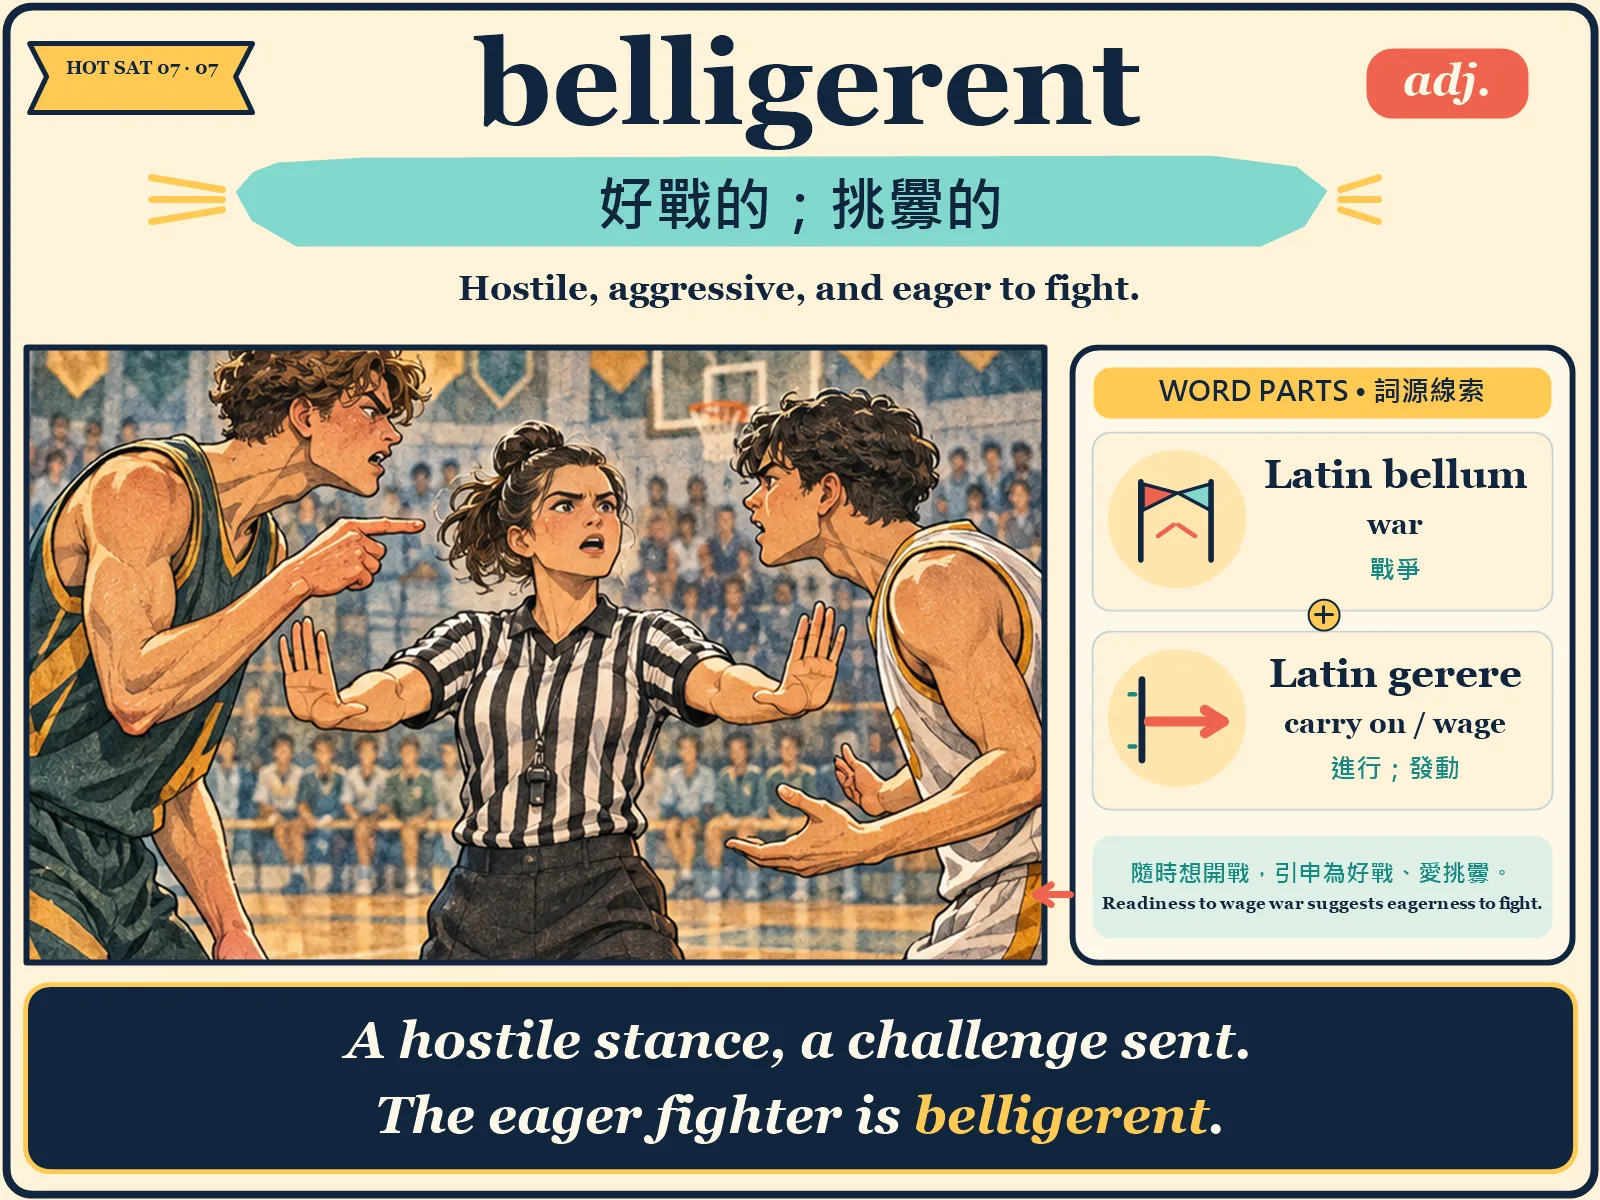 HOT SAT 07 · 07
belligerent
adj.
好戰的；挑釁的
Hostile, aggressive, and eager to fight.
WORD PARTS • 詞源線索
Latin bellum
war
戰爭
+
Latin gerere
carry on / wage
進行；發動
隨時想開戰，引申為好戰、愛挑釁。
Readiness to wage war suggests eagerness to fight.
A hostile stance, a challenge sent.
The eager fighter is belligerent.